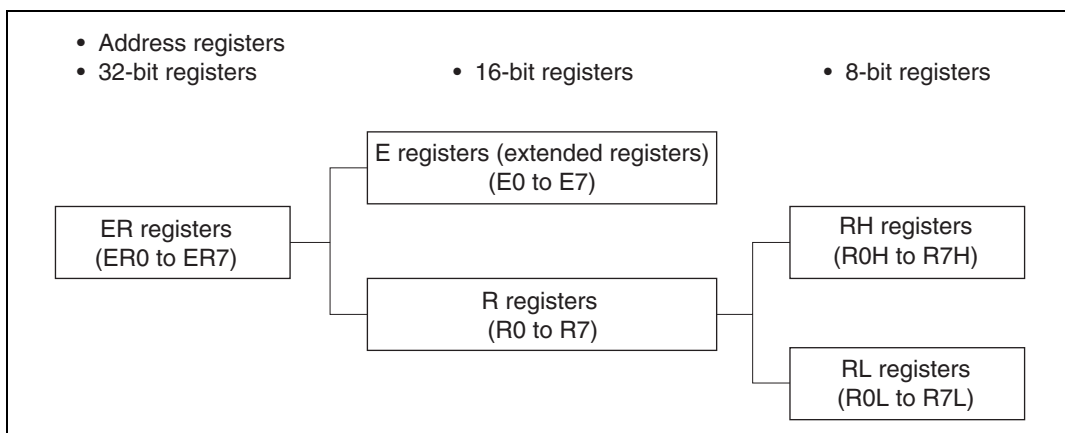 • Address registers
• 32-bit registers
• 16-bit registers
• 8-bit registers
E registers (extended registers)
(E0 to E7)
ER registers
(ER0 to ER7)
RH registers
(R0H to R7H)
R registers
(R0 to R7)
RL registers
(R0L to R7L)